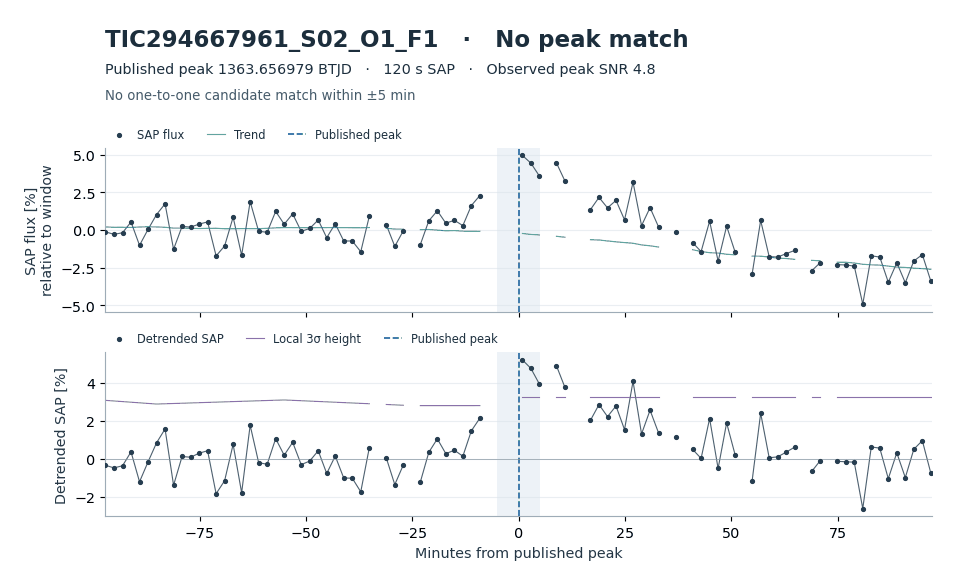 TIC294667961_S02_O1_F1 · No peak match
Published peak 1363.656979 BTJD · 120 s SAP · Observed peak SNR 4.8
No one-to-one candidate match within ±5 min
SAP flux Trend Published peak
SAP flux [%]
relative to window
5.0
2.5
0.0
−2.5
−5.0
Detrended SAP Local 3σ height Published peak
Detrended SAP [%]
4
2
0
−2
−75 −50 −25 0 25 50 75
Minutes from published peak